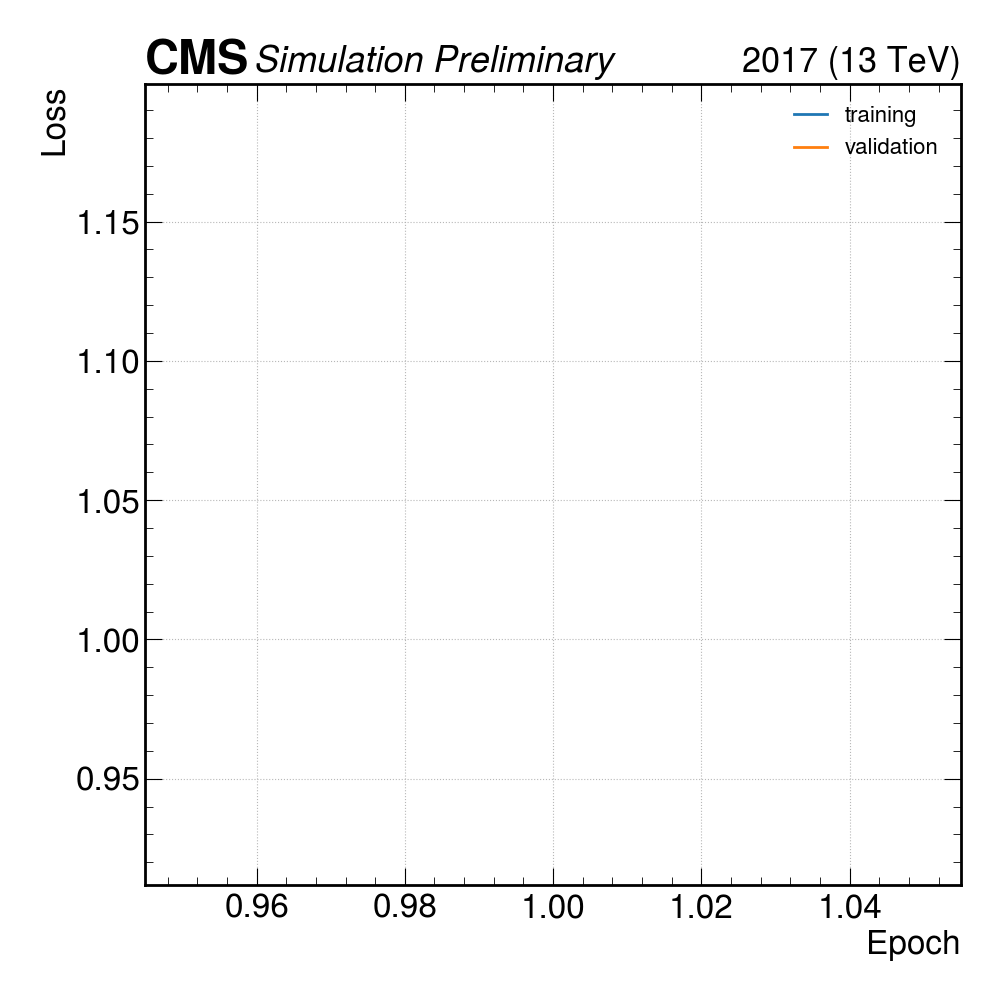 CMS Simulation Preliminary 2017 (13 TeV)
Loss
training
validation
1.15
1.10
1.05
1.00
0.95
0.96 0.98 1.00 1.02 1.04
Epoch